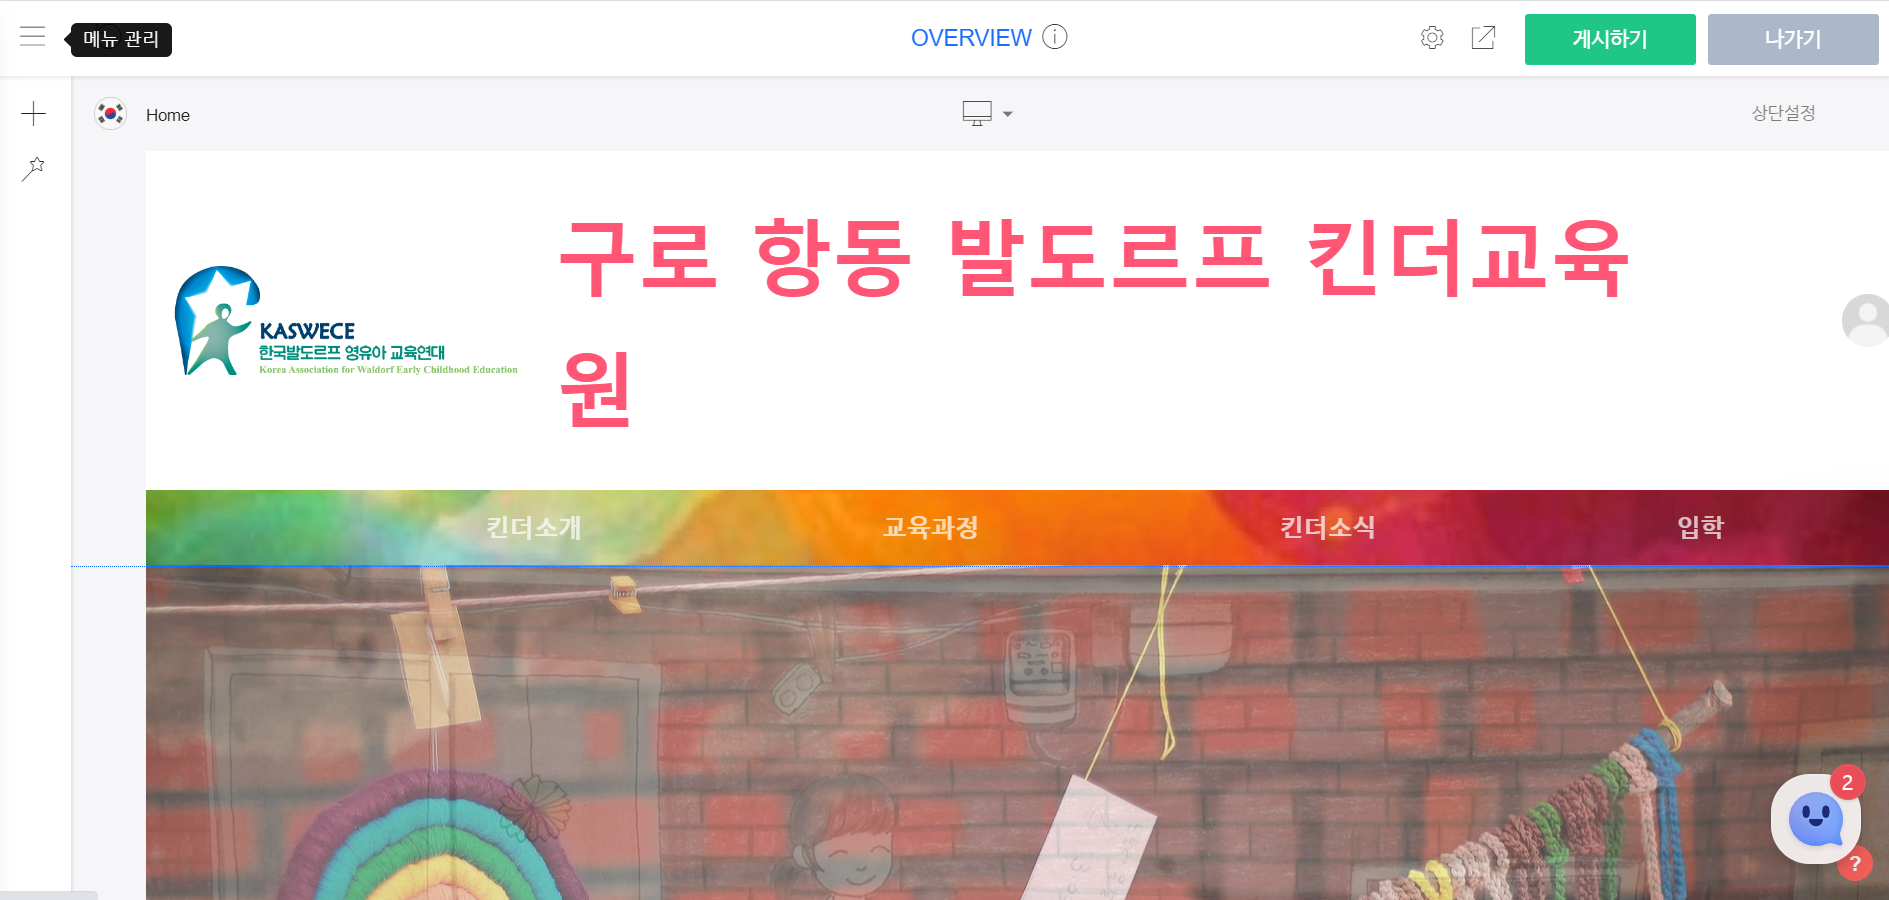 메뉴 관리
OVERVIEW
게시하기
나가기
Home
상단설정
구로 항동 발도르프 킨더교육
원
KASWECE
한국발도르프 영유아 교육연대
Korea Association for Waldorf Early Childhood Education
킨더소개
교육과정
킨더소식
입학
2
?